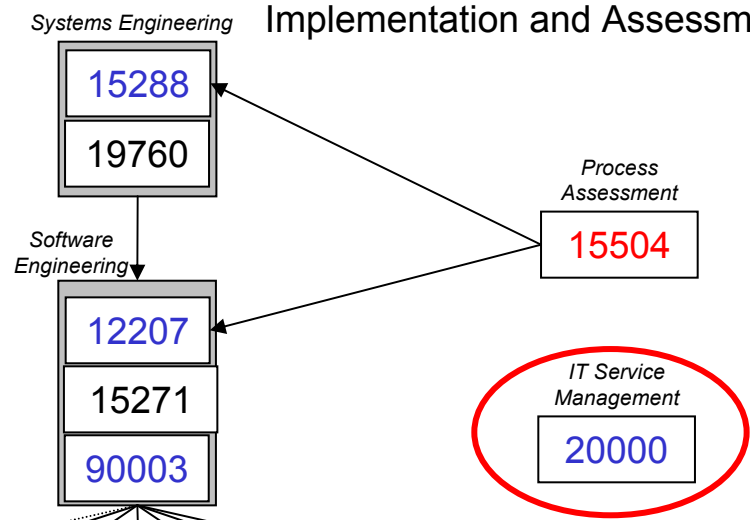 Systems Engineering
Implementation and Assessm
15288
19760
Process
Assessment
15504
Software
Engineering
12207
15271
90003
IT Service
Management
20000